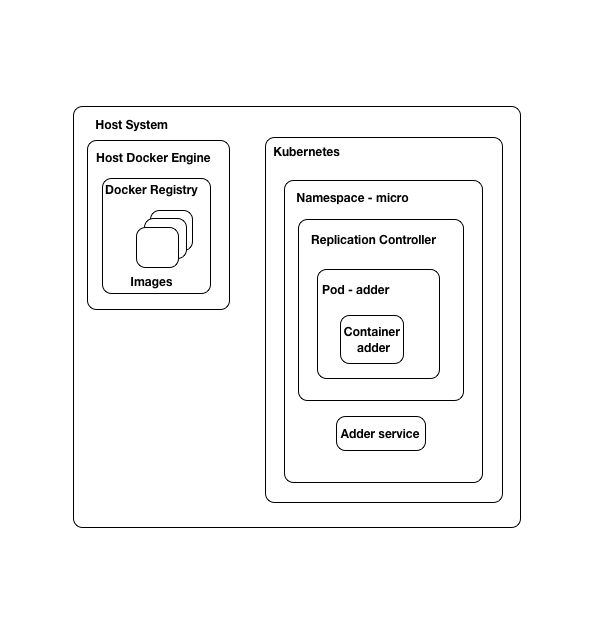 Host System
Host Docker Engine
Docker Registry
Images
Kubernetes
Namespace - micro
Replication Controller
Pod - adder
Container
adder
Adder service